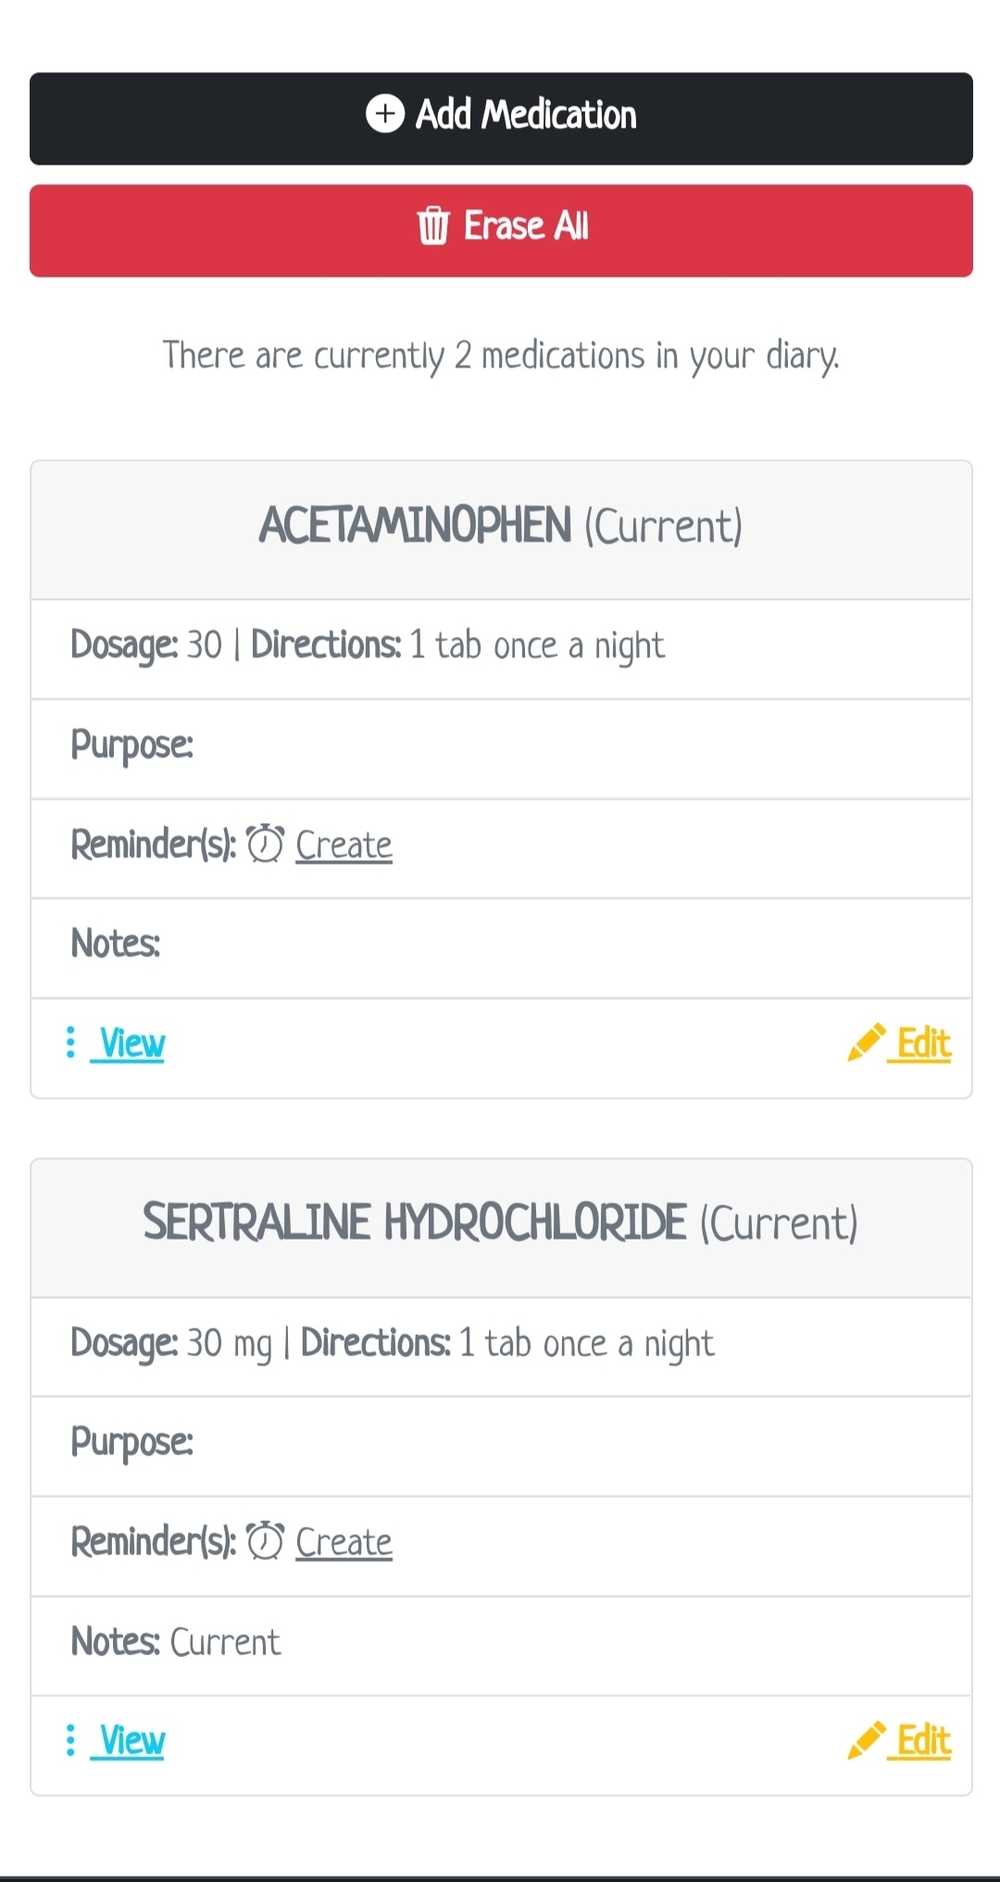 Add Medication
Erase All
There are currently 2 medications in your diary.
ACETAMINOPHEN (Current)
Dosage: 30 | Directions: 1 tab once a night
Purpose:
Reminder(s): Create
Notes:
View Edit
SERTRALINE HYDROCHLORIDE (Current)
Dosage: 30 mg | Directions: 1 tab once a night
Purpose:
Reminder(s): Create
Notes: Current
View Edit